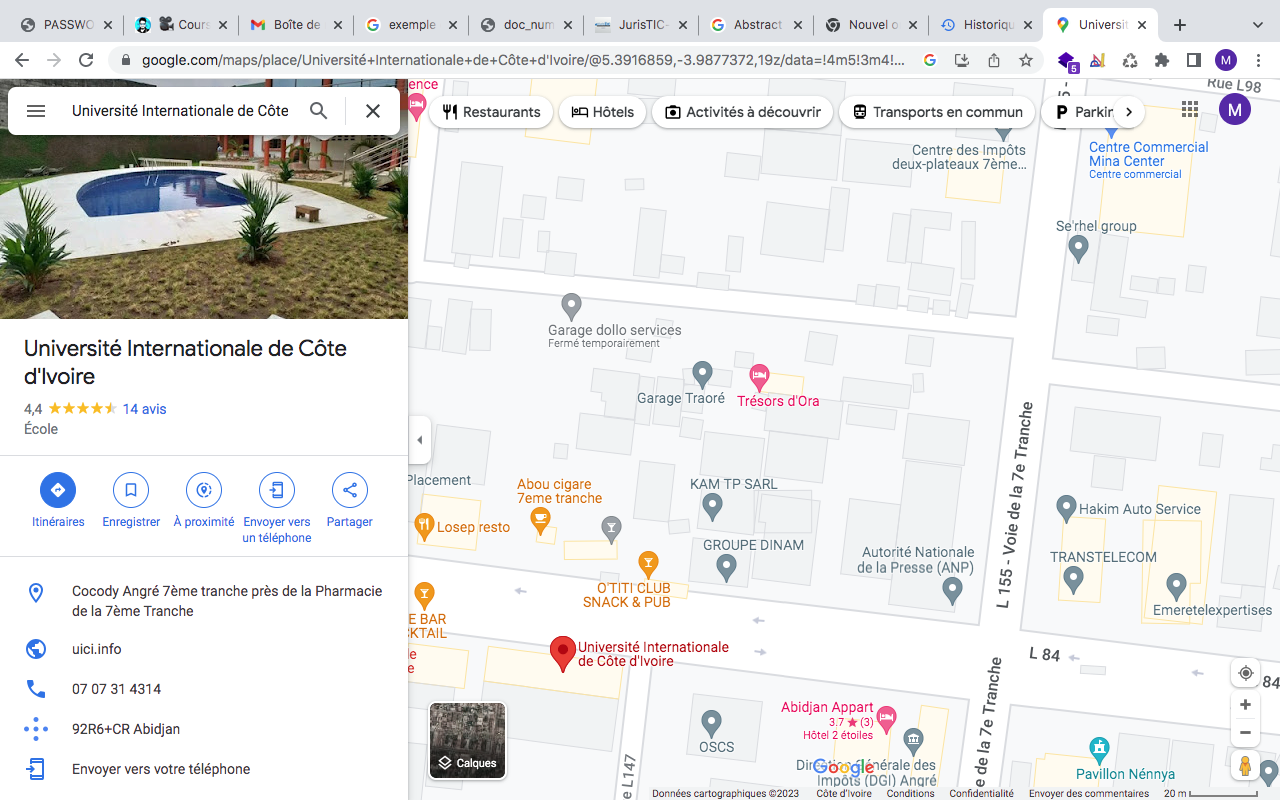 PASSWO
Cours
Boîte de
exemple
doc_num
JurisTIC-
Abstract
Nouvel o
Historiqu
Universit
google.com/maps/place/Université+Internationale+de+Côte+d'Ivoire/@5.3916859,-3.9877372,19z/data=!4m5!3m4!...
5
M
Université Internationale de Côte
Restaurants
Hôtels
Activités à découvrir
Transports en commun
P Parkin
M
Université Internationale de Côte
d'Ivoire
4,4
14 avis
École
Itinéraires
Enregistrer
À proximité
Envoyer vers
un téléphone
Partager
Cocody Angré 7ème tranche près de la Pharmacie
de la 7ème Tranche
uici.info
07 07 31 4314
92R6+CR Abidjan
Envoyer vers votre téléphone
ence
Rue L98
Centre des Impôts
deux-plateaux 7ème...
Centre Commercial
Mina Center
Centre commercial
Se'rhel group
Garage dollo services
Fermé temporairement
Garage Traoré
Trésors d'Ora
L 155 - Voie de la 7e Tranche
Placement
Abou cigare
7eme tranche
KAM TP SARL
Losep resto
Hakim Auto Service
GROUPE DINAM
Autorité Nationale
de la Presse (ANP)
TRANSTELECOM
O'TITI CLUB
SNACK & PUB
Emeretelexpertises
E BAR
CKTAIL
Université Internationale
de Côte d'Ivoire
L 84
84
e de la 7e Tranche
Abidjan Appart
3.7 ★ (3)
Hôtel 2 étoiles
OSCS
L147
Direction générale des
Impôts (DGI) Angré
Pavillon Nénnya
Calques
Google
Données cartographiques ©2023
Côte d'Ivoire
Conditions
Confidentialité
Envoyer des commentaires
20 m